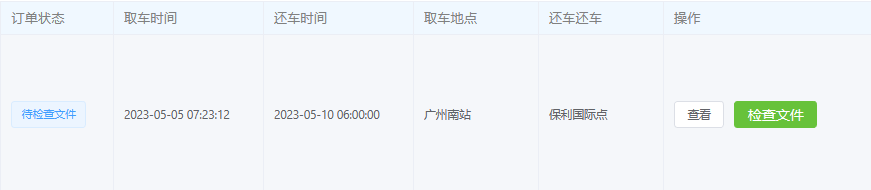 订单状态 取车时间 还车时间 取车地点 还车还车 操作
待检查文件 2023-05-05 07:23:12 2023-05-10 06:00:00 广州南站 保利国际点 查看 检查文件